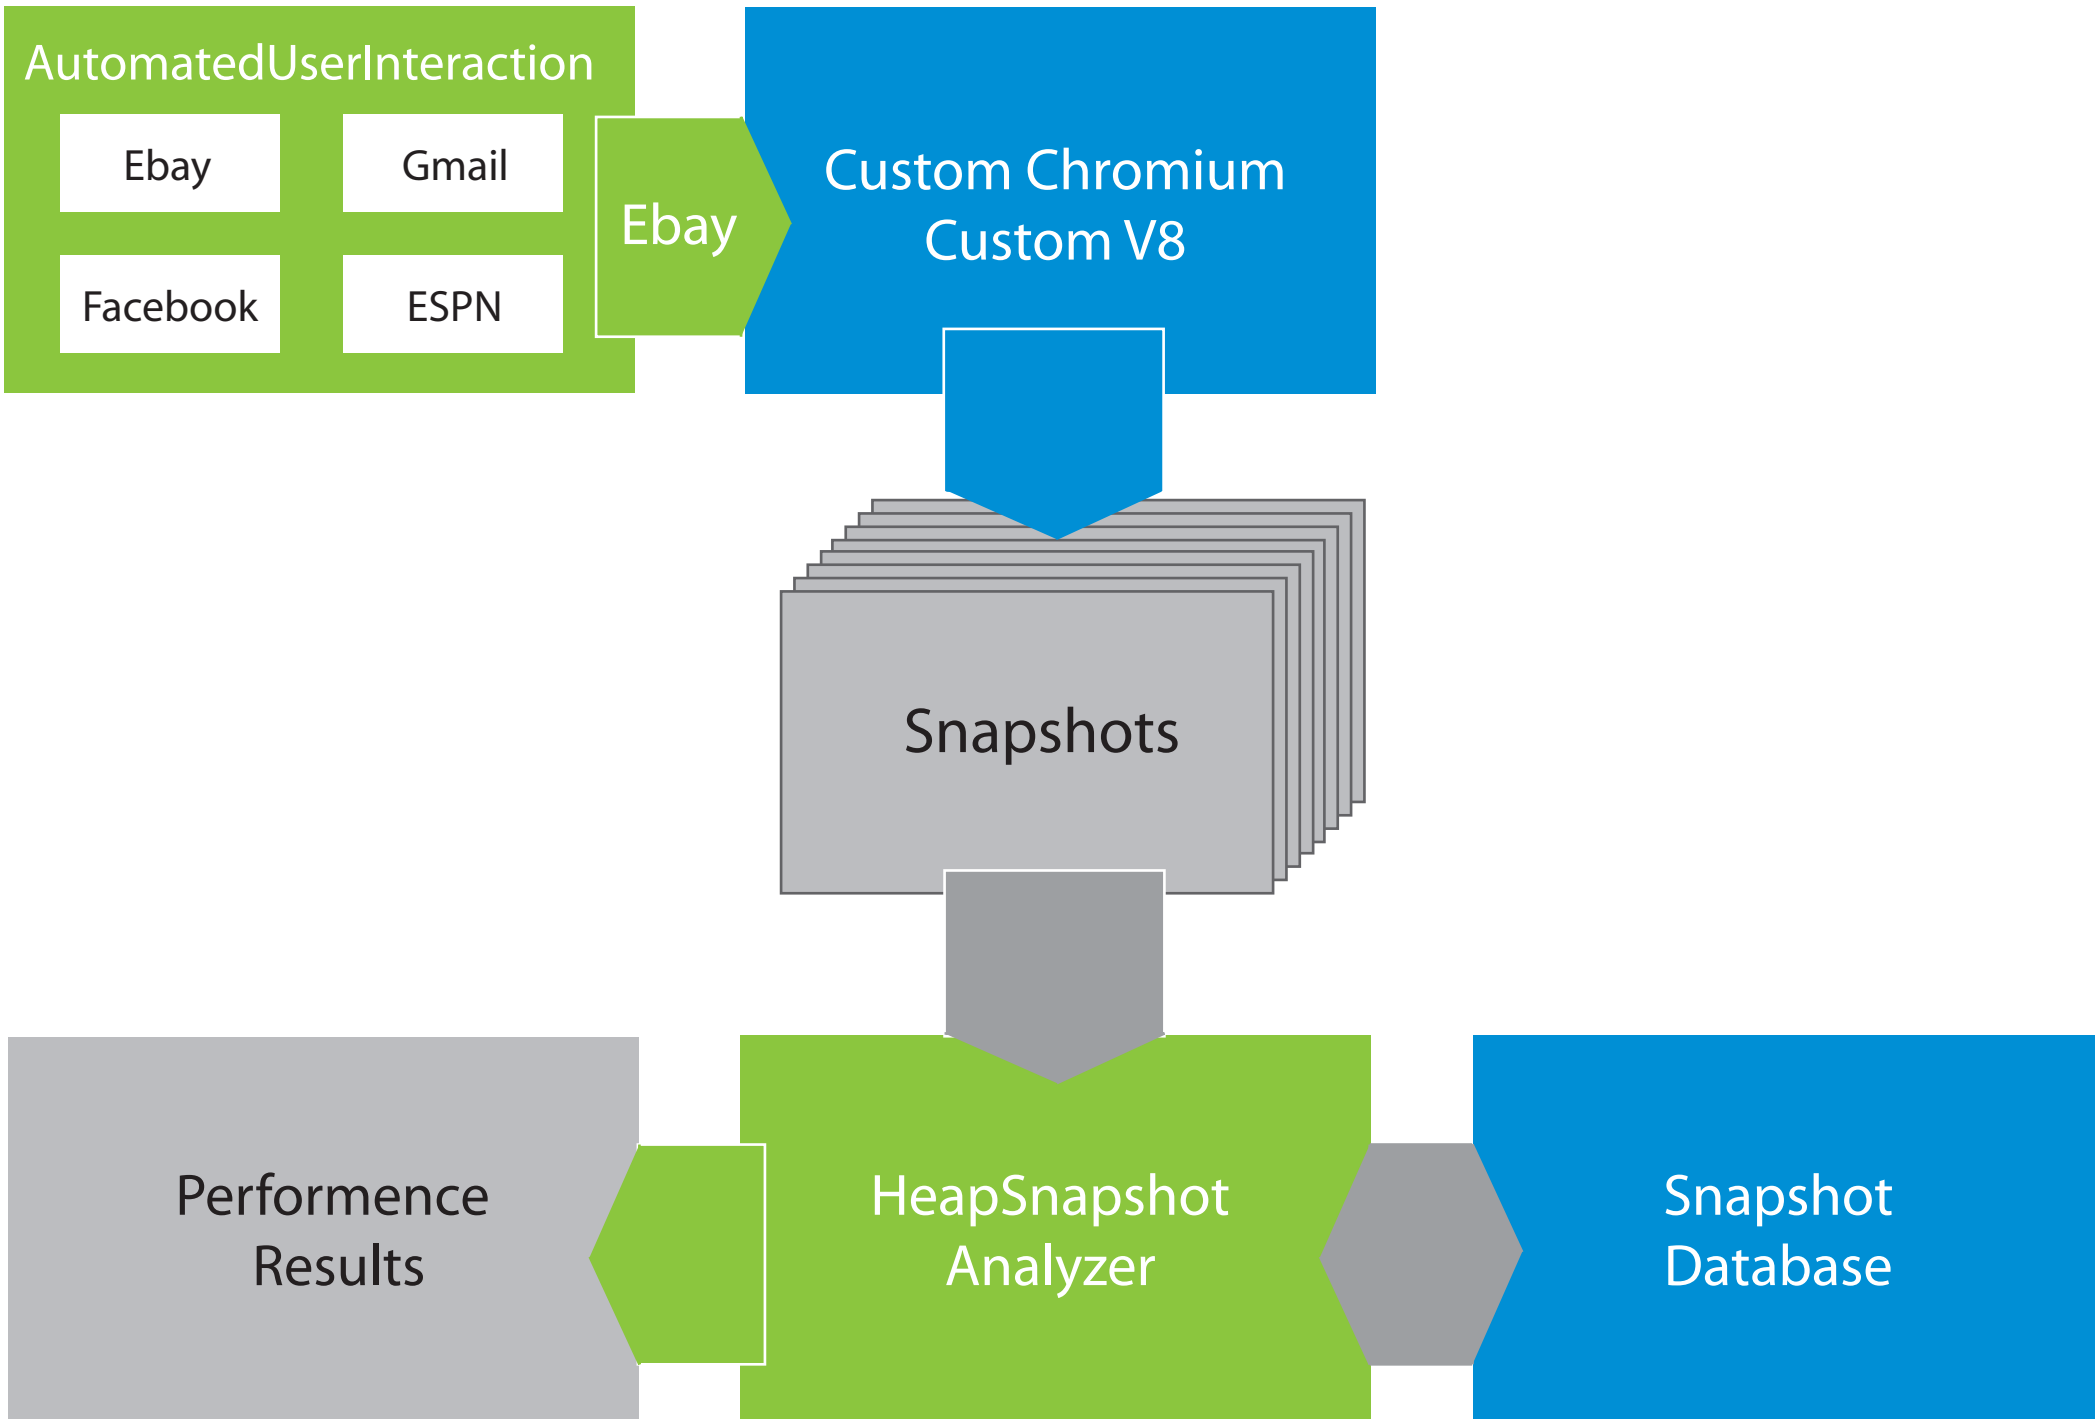 AutomatedUserInteraction
Ebay
Gmail
Facebook
ESPN
Ebay
Custom Chromium
Custom V8
Snapshots
Performence
Results
HeapSnapshot
Analyzer
Snapshot
Database